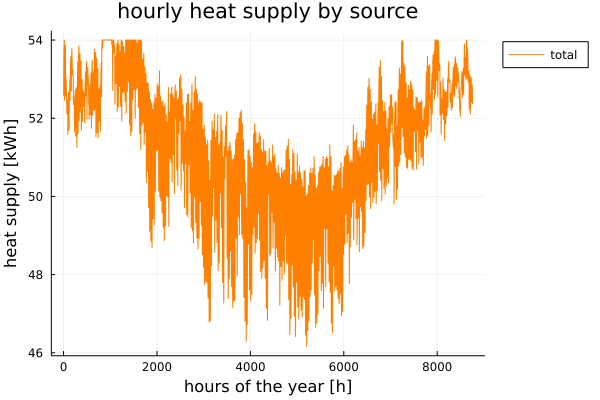 hourly heat supply by source
total
heat supply [kWh]
54
52
50
48
46
0 2000 4000 6000 8000
hours of the year [h]